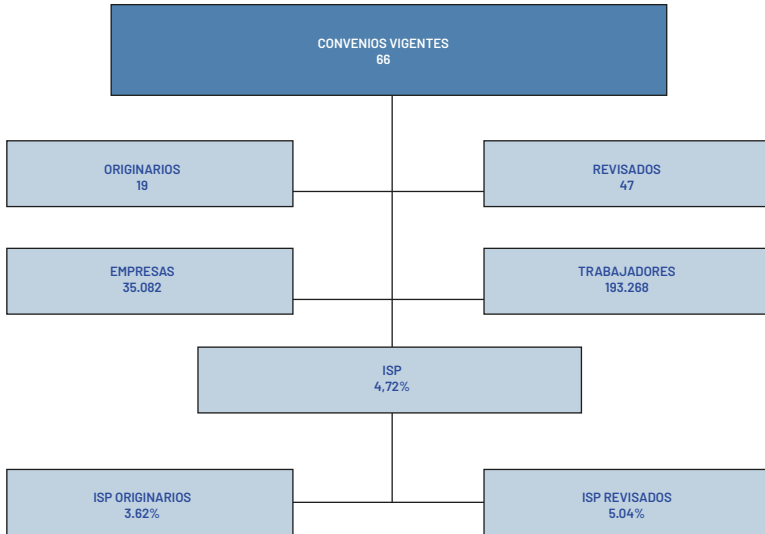 CONVENIOS VIGENTES
66
ORIGINARIOS
19
REVISADOS
47
EMPRESAS
35.082
TRABAJADORES
193.268
ISP
4,72%
ISP ORIGINARIOS
3.62%
ISP REVISADOS
5.04%